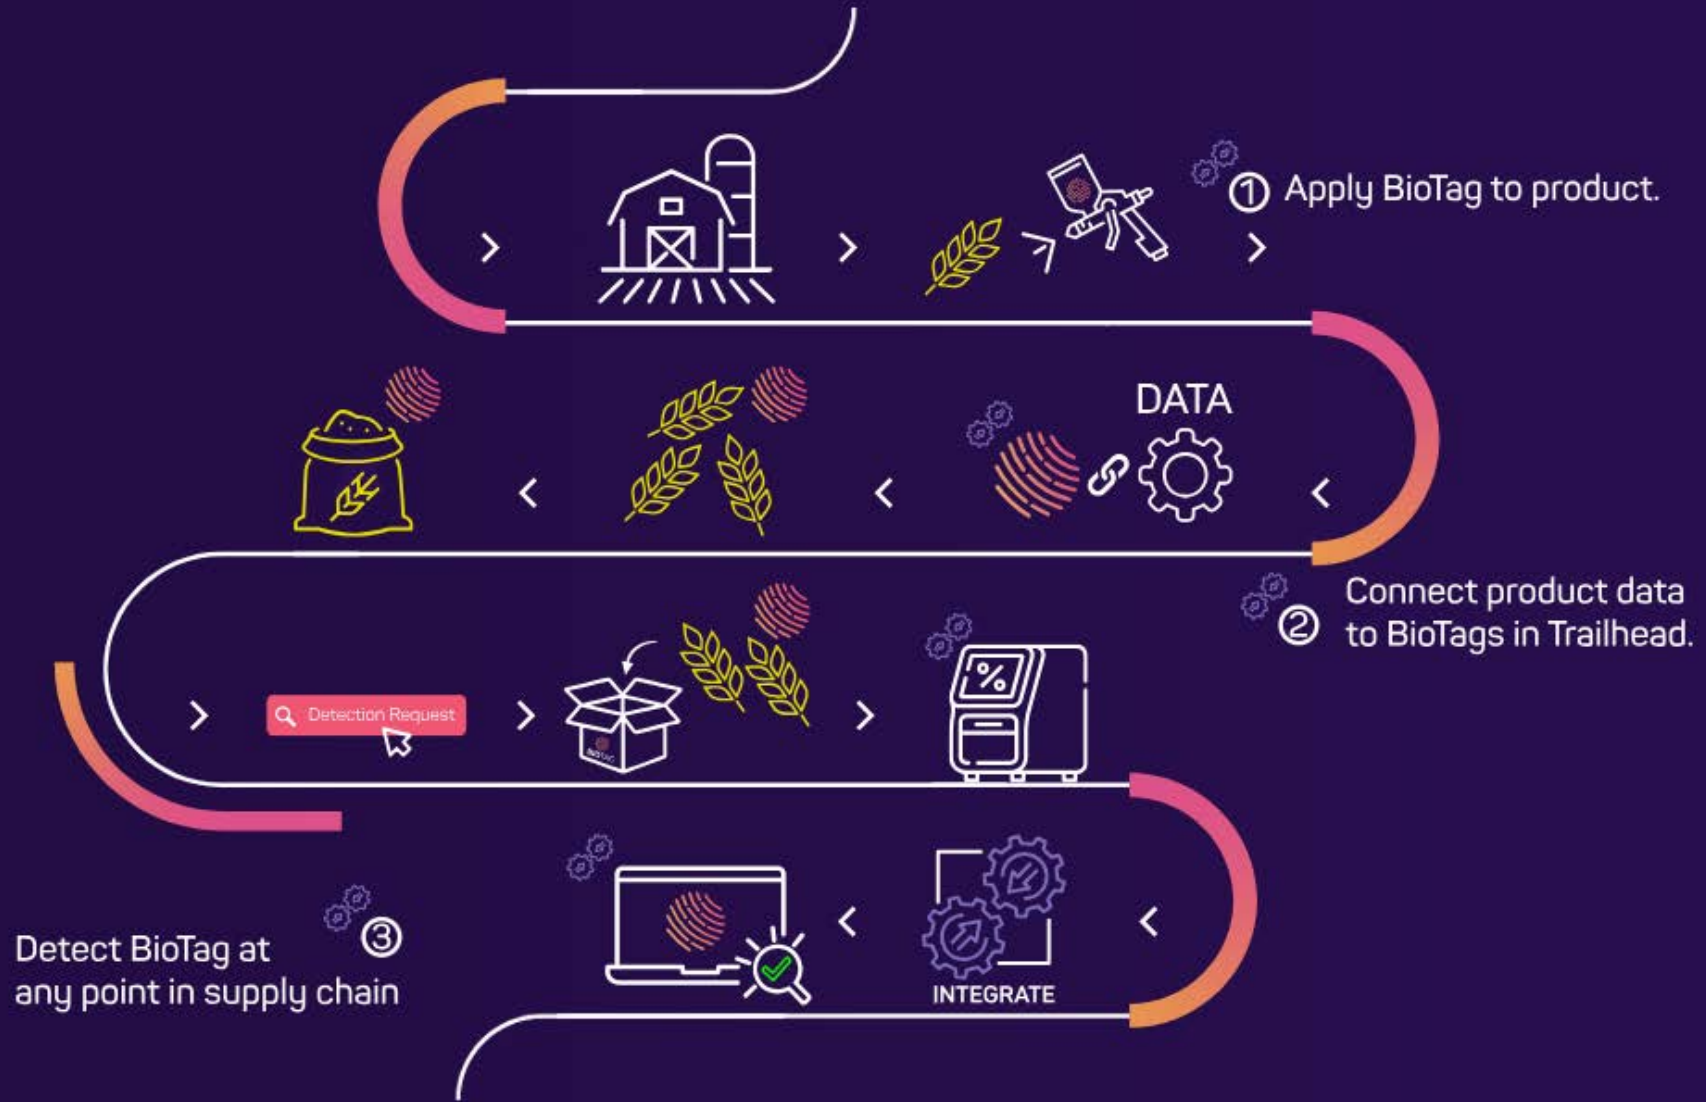 ① Apply BioTag to product.
DATA
② Connect product data
to BioTags in Trailhead.
Detection Request
BIOTAG
③
Detect BioTag at
any point in supply chain
INTEGRATE